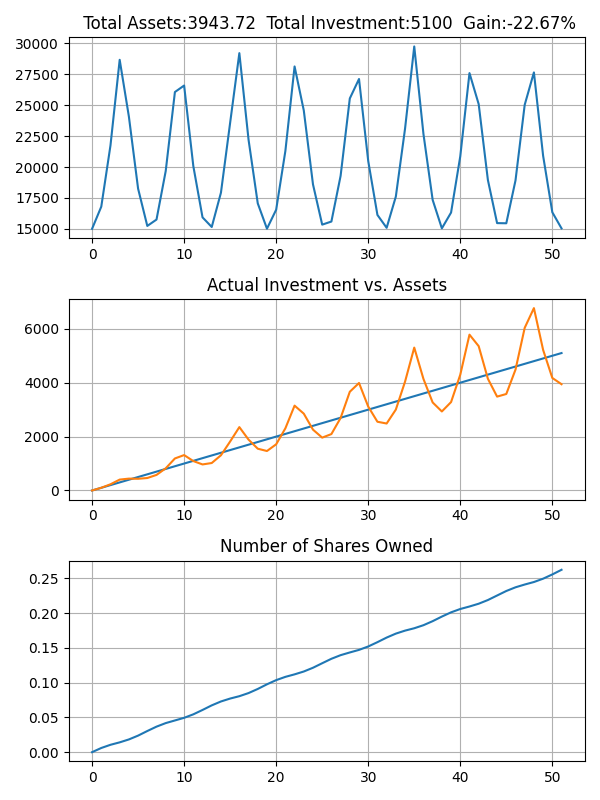 Total Assets:3943.72  Total Investment:5100  Gain:-22.67%
30000
27500
25000
22500
20000
17500
15000
0 10 20 30 40 50
Actual Investment vs. Assets
6000
4000
2000
0
0 10 20 30 40 50
Number of Shares Owned
0.25
0.20
0.15
0.10
0.05
0.00
0 10 20 30 40 50